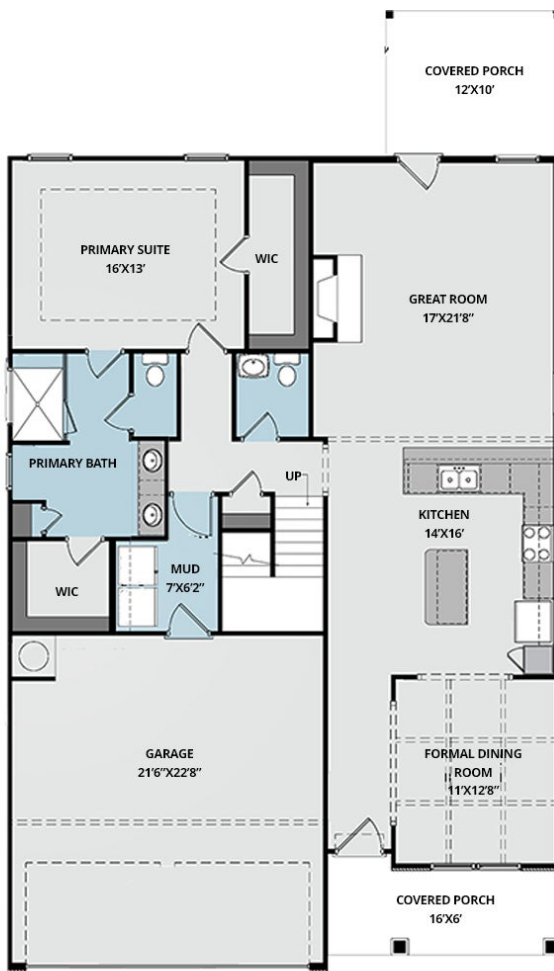 COVERED PORCH
12'X10'
PRIMARY SUITE
16'X13'
WIC
GREAT ROOM
17'X21'8"
PRIMARY BATH
UP
KITCHEN
14'X16'
MUD
7'X6'2"
WIC
GARAGE
21'6"X22'8"
FORMAL DINING
ROOM
11'X12'8"
COVERED PORCH
16'X6'